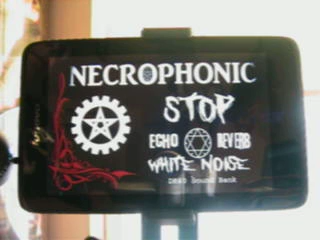 NECROPHONIC
STOP
ECHO REVERB
WHITE NOISE
DEAD Sound Bank